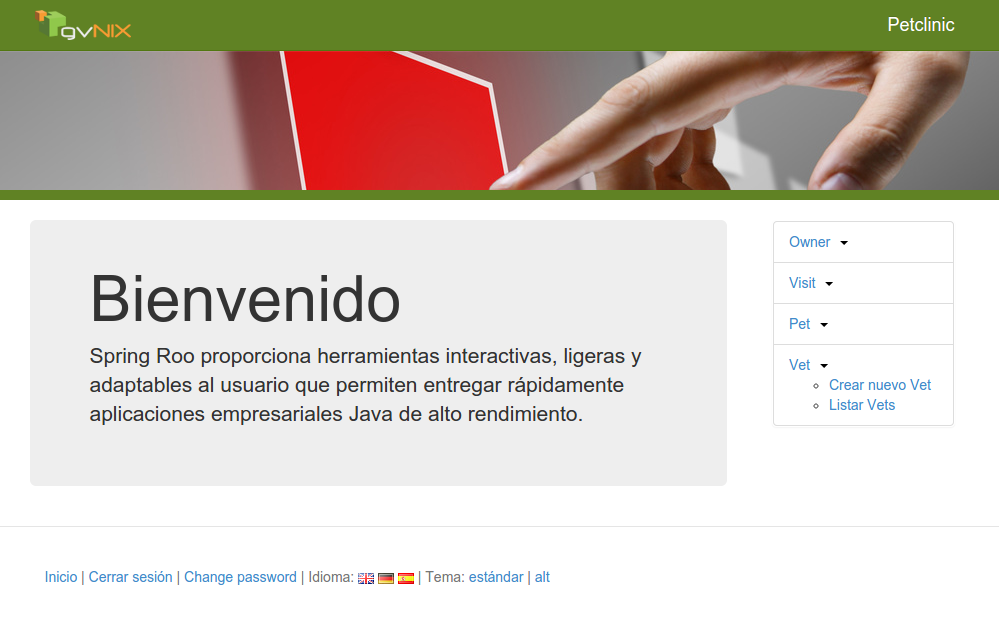 gvNIX
Petclinic
Bienvenido
Spring Roo proporciona herramientas interactivas, ligeras y
adaptables al usuario que permiten entregar rápidamente
aplicaciones empresariales Java de alto rendimiento.
Owner
Visit
Pet
Vet
Crear nuevo Vet
Listar Vets
Inicio | Cerrar sesión | Change password | Idioma: | Tema: estándar | alt